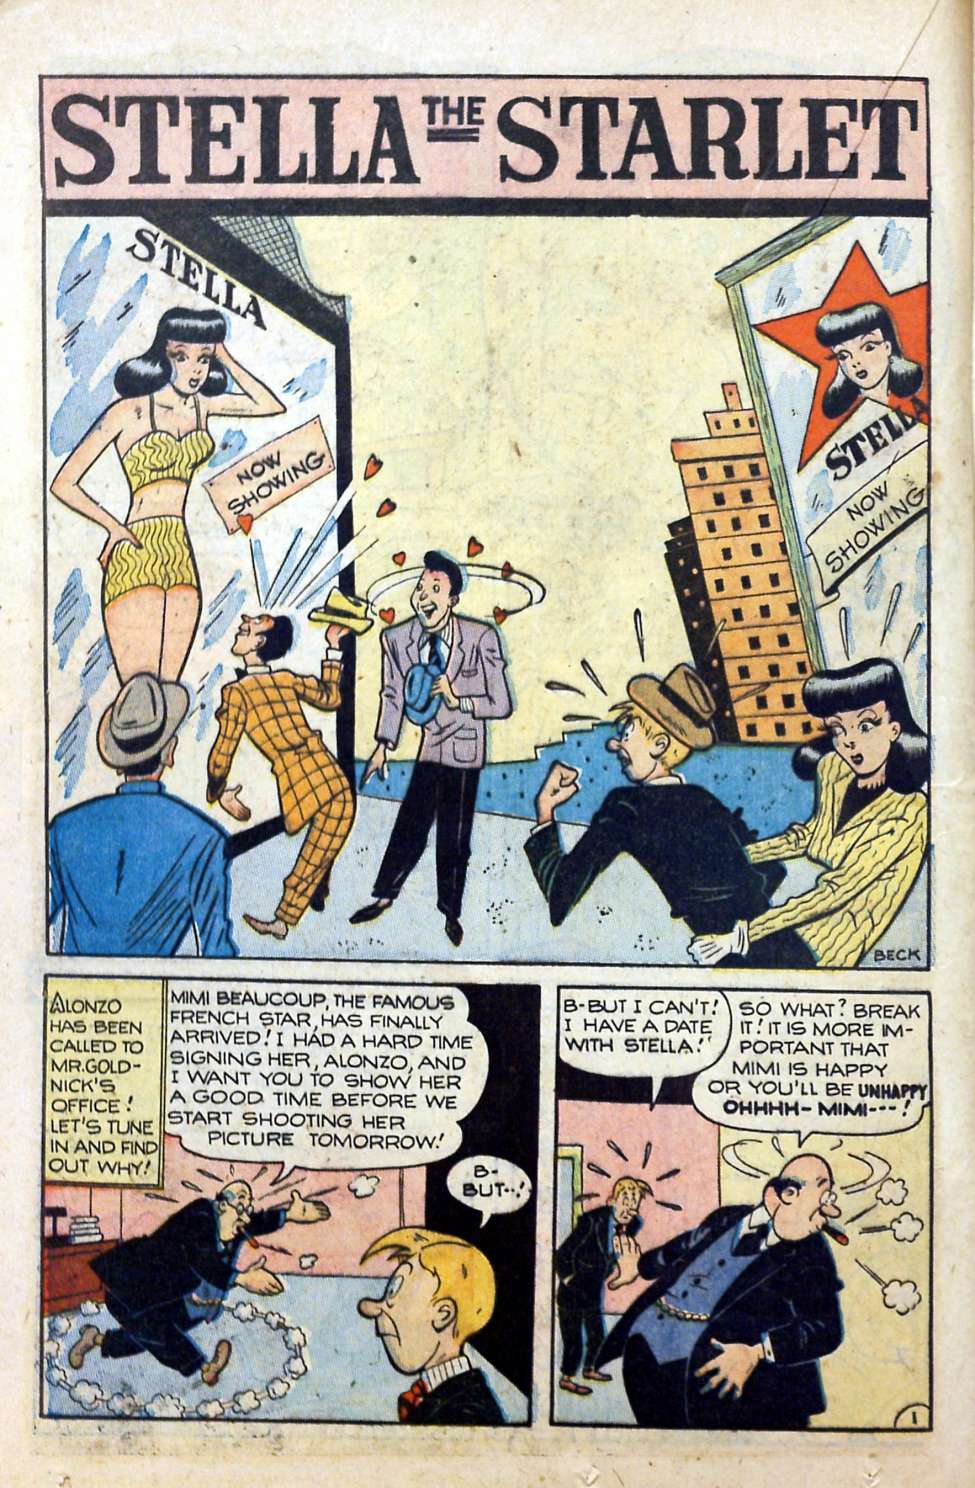 STELLA THE STARLET
STELLA
NOW
SHOWING
STELLA
NOW
SHOWING
BECK
ALONZO
HAS BEEN
CALLED TO
MR. GOLD-
NICK'S
OFFICE!
LET'S TUNE
IN AND FIND
OUT WHY!
MIMI BEAUCOUP, THE FAMOUS
FRENCH STAR, HAS FINALLY
ARRIVED! I HAD A HARD TIME
SIGNING HER, ALONZO, AND
I WANT YOU TO SHOW HER
A GOOD TIME BEFORE WE
START SHOOTING HER
PICTURE TOMORROW!
B-
BUT--!
B-BUT I CAN'T!
I HAVE A DATE
WITH STELLA!
SO WHAT? BREAK
IT! IT IS MORE IM-
PORTANT THAT
MIMI IS HAPPY
OR YOU'LL BE UNHAPPY
OHHHH- MIMI---!
1